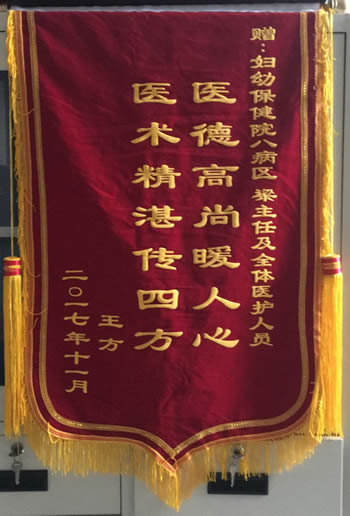 赠：妇幼保健院八病区 梁主任及全体医护人员
医德高尚暖人心
医术精湛传四方
王方
二〇一七年十一月